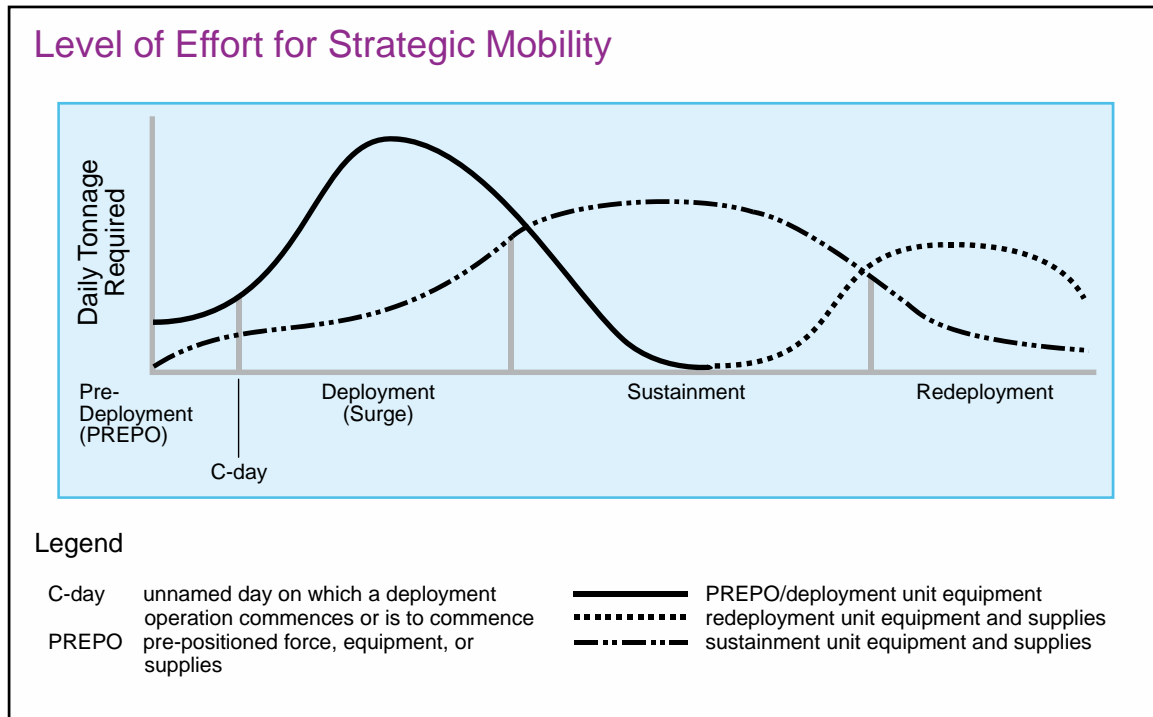 Level of Effort for Strategic Mobility
Daily Tonnage
Required
Pre-
Deployment
(PREPO)
C-day
Deployment
(Surge)
Sustainment
Redeployment
Legend
C-day unnamed day on which a deployment
operation commences or is to commence
PREPO pre-positioned force, equipment, or
supplies
PREPO/deployment unit equipment
redeployment unit equipment and supplies
sustainment unit equipment and supplies